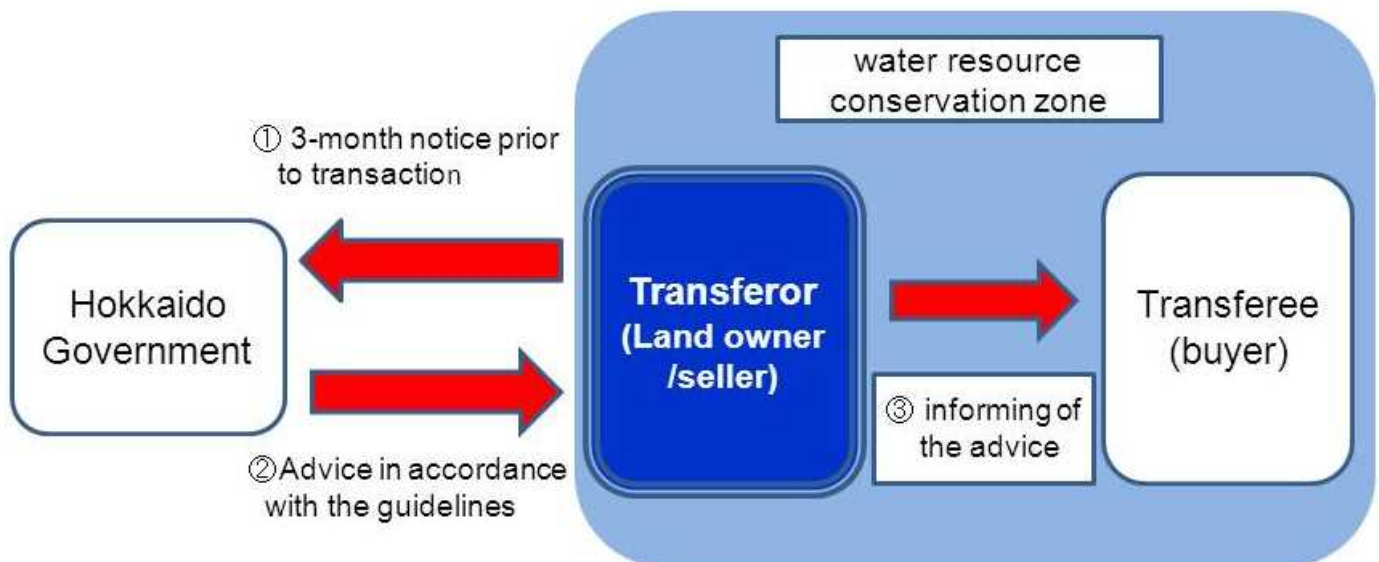 water resource
conservation zone
① 3-month notice prior
to transaction
Hokkaido
Government
Transferor
(Land owner
/seller)
Transferee
(buyer)
③ informing of
the advice
②Advice in accordance
with the guidelines